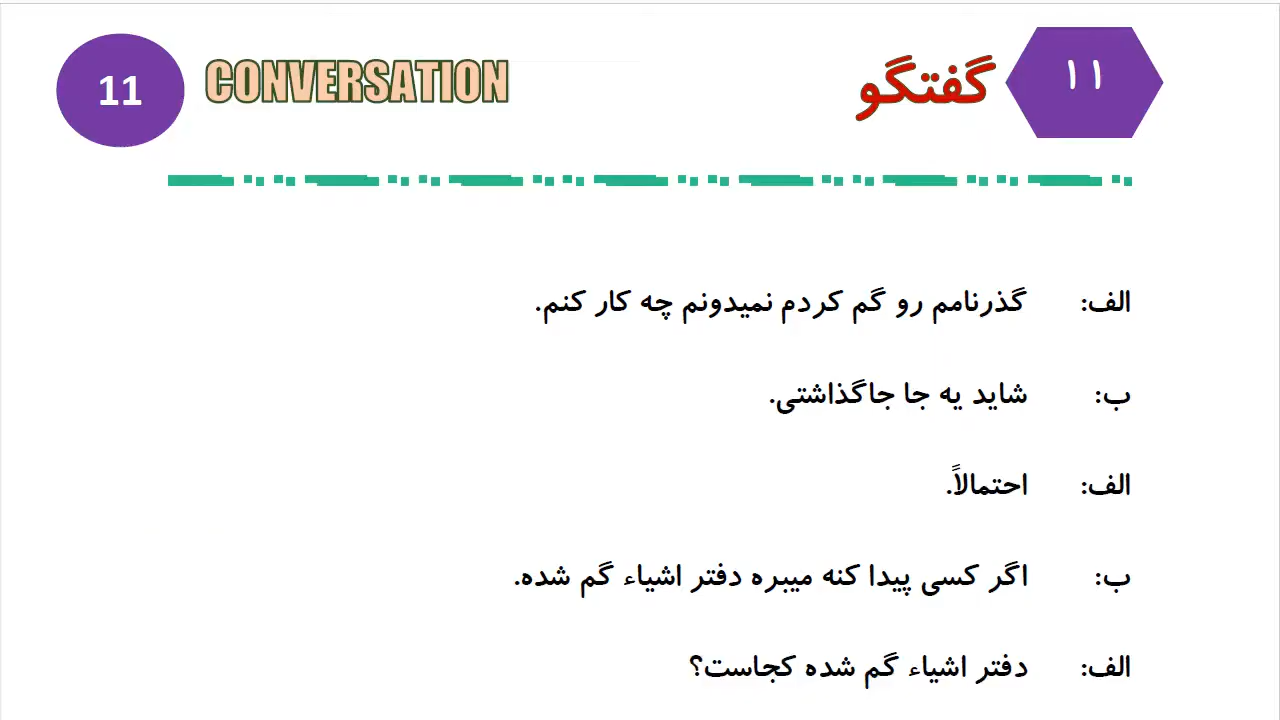 11 CONVERSATION گفتگو ۱۱
الف: گذرنامم رو گم کردم نمیدونم چه کار کنم.
ب: شاید یه جا جاگذاشتی.
الف: احتمالاً.
ب: اگر کسی پیدا کنه میبره دفتر اشیاء گم شده.
الف: دفتر اشیاء گم شده کجاست؟